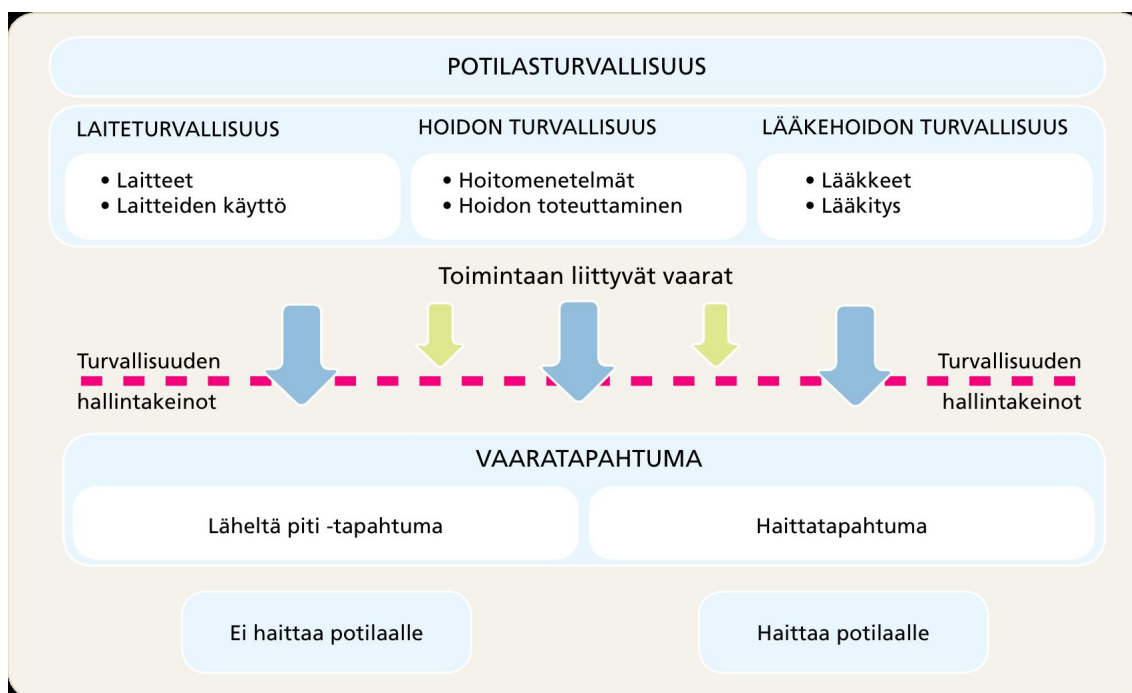 POTILASTURVALLISUUS
LAITETURVALLISUUS
• Laitteet
• Laitteiden käyttö
HOIDON TURVALLISUUS
• Hoitomenetelmät
• Hoidon toteuttaminen
LÄÄKEHOIDON TURVALLISUUS
• Lääkkeet
• Lääkitys
Toimintaan liittyvät vaarat
Turvallisuuden
hallintakeinot
Turvallisuuden
hallintakeinot
VAARATAPAHTUMA
Läheltä piti -tapahtuma
Haittatapahtuma
Ei haittaa potilaalle
Haittaa potilaalle